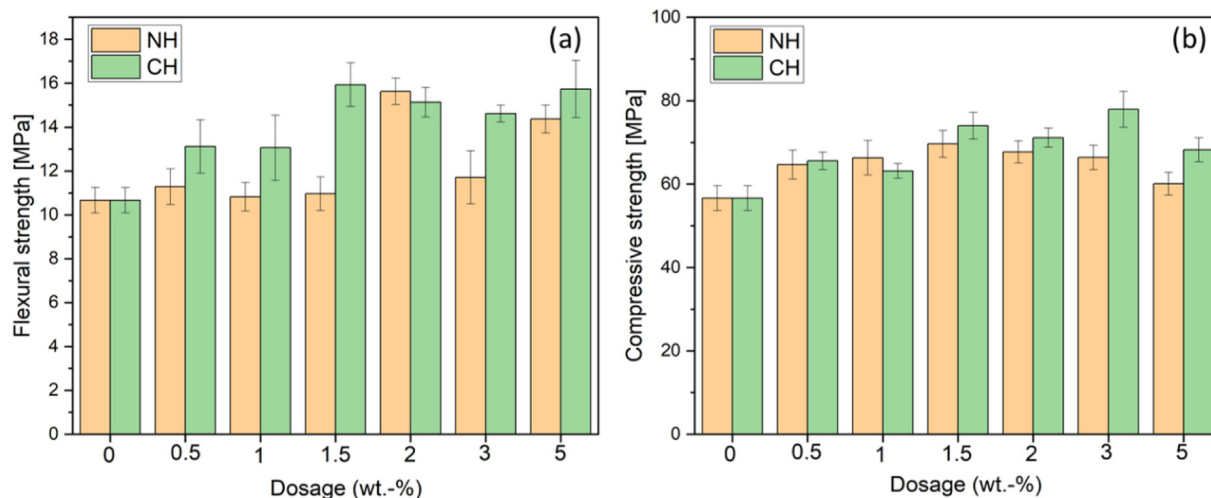 (a)
NH
CH
Flexural strength [MPa]
18
16
14
12
10
8
6
4
2
0
0 0.5 1 1.5 2 3 5
Dosage (wt.-%)
(b)
NH
CH
Compressive strength [MPa]
100
80
60
40
20
0
0 0.5 1 1.5 2 3 5
Dosage (wt.-%)